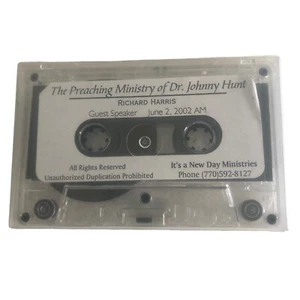 The Preaching Ministry of Dr. Johnny Hunt
RICHARD HARRIS
Guest Speaker June 2, 2002 AM
All Rights Reserved It's a New Day Ministries
Unauthorized Duplication Prohibited Phone (770)592-8127